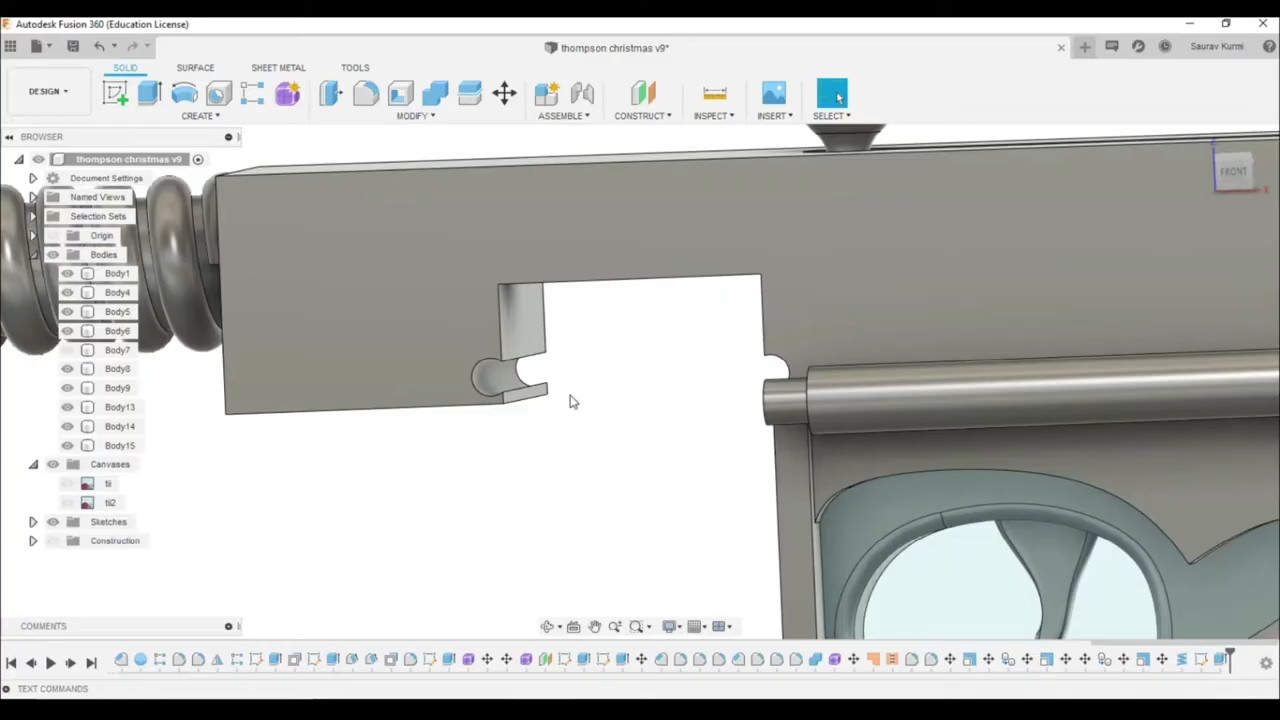 Autodesk Fusion 360 (Education License)
thompson christmas v9*
Saurav Kurmi
DESIGN
SOLID
SURFACE
SHEET METAL
TOOLS
CREATE
MODIFY
ASSEMBLE
CONSTRUCT
INSPECT
INSERT
SELECT
BROWSER
thompson christmas v9
Document Settings
Named Views
Selection Sets
Origin
Bodies
Body1
Body4
Body5
Body6
Body7
Body8
Body9
Body13
Body14
Body15
Canvases
tii
tii2
Sketches
Construction
FRONT
Z
X
COMMENTS
TEXT COMMANDS